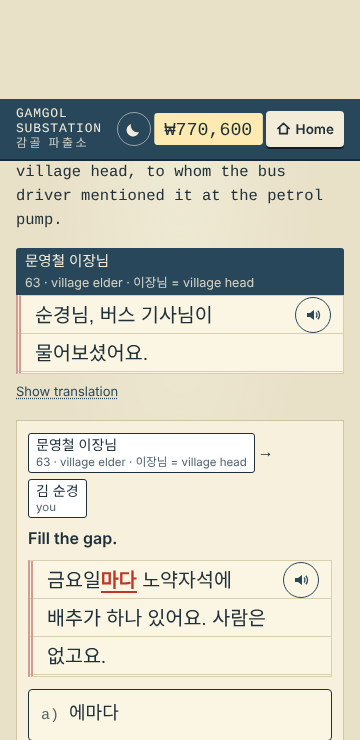 GAMGOL
SUBSTATION
감골 파출소
₩770,600
Home
village head, to whom the bus
driver mentioned it at the petrol
pump.
문영철 이장님
63 · village elder · 이장님 = village head
순경님, 버스 기사님이
물어보셨어요.
Show translation
문영철 이장님
63 · village elder · 이장님 = village head
→
김 순경
you
Fill the gap.
금요일마다 노약자석에
배추가 하나 있어요. 사람은
없고요.
a) 에마다